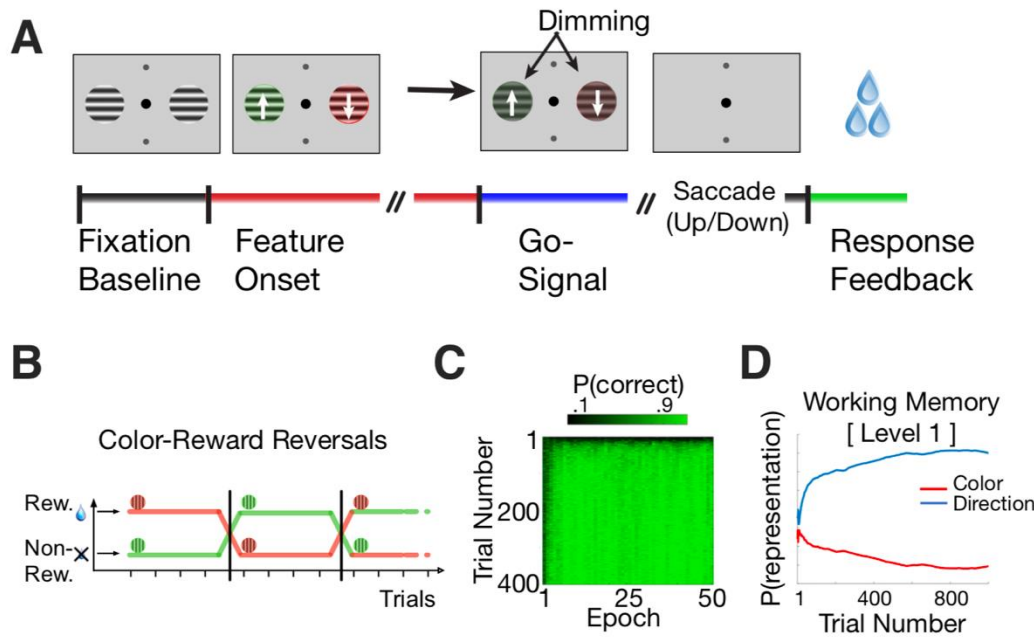 A
Dimming
Fixation
Baseline
Feature
Onset
Go-
Signal
Saccade
(Up/Down)
Response
Feedback
B
Color-Reward Reversals
Rew.
Non-
Rew.
Trials
C
P(correct)
.1 .9
Trial Number
1
200
400
1 25 50
Epoch
D
Working Memory
[ Level 1 ]
P(representation)
Color
Direction
1 400 800
Trial Number